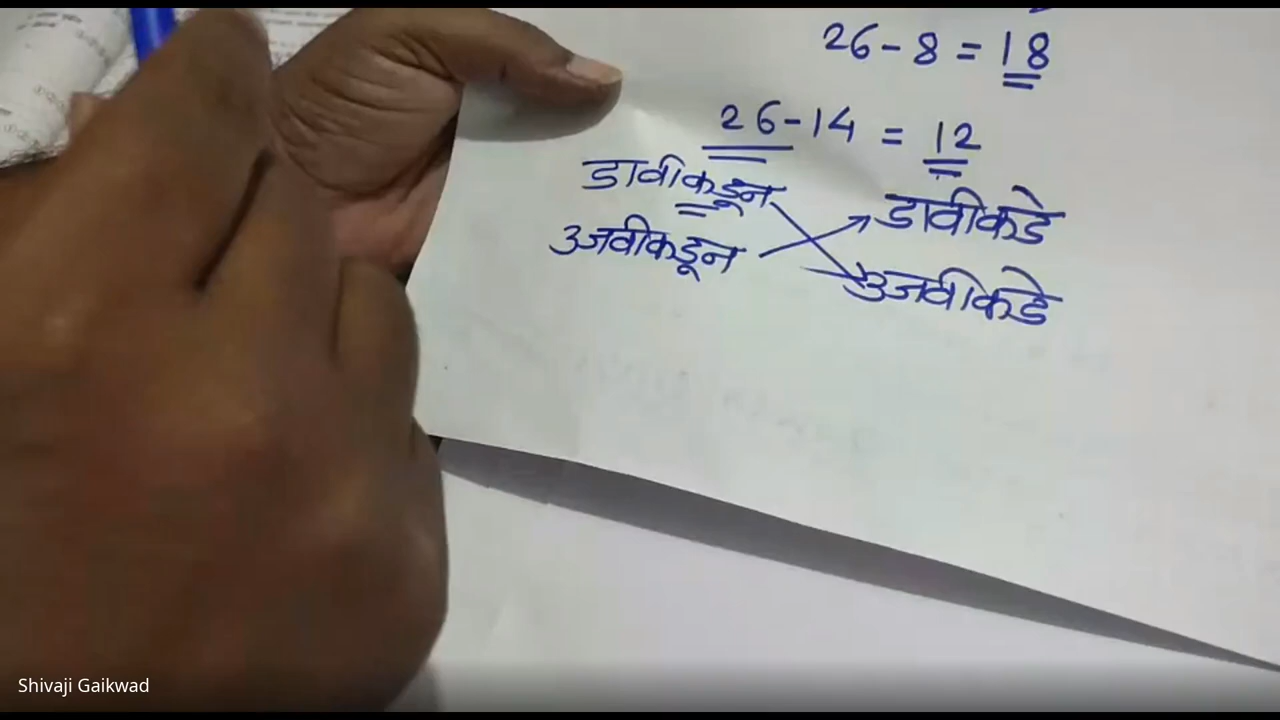 26 - 8 = 18
26 - 14 = 12
डावीकडून डावीकडे
उजवीकडून उजवीकडे
Shivaji Gaikwad